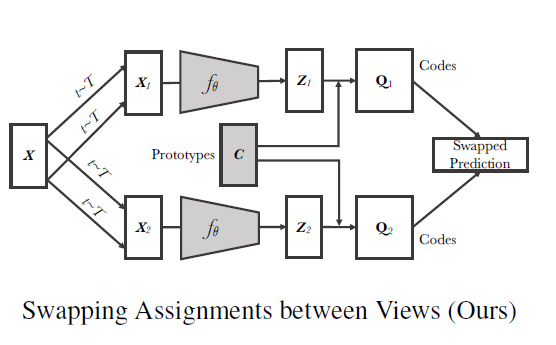 t~T
X₁
fθ
Z₁
Q₁
Codes
t~T
X
Prototypes
C
Swapped
Prediction
t~T
t~T
X₂
fθ
Z₂
Q₂
Codes
Swapping Assignments between Views (Ours)